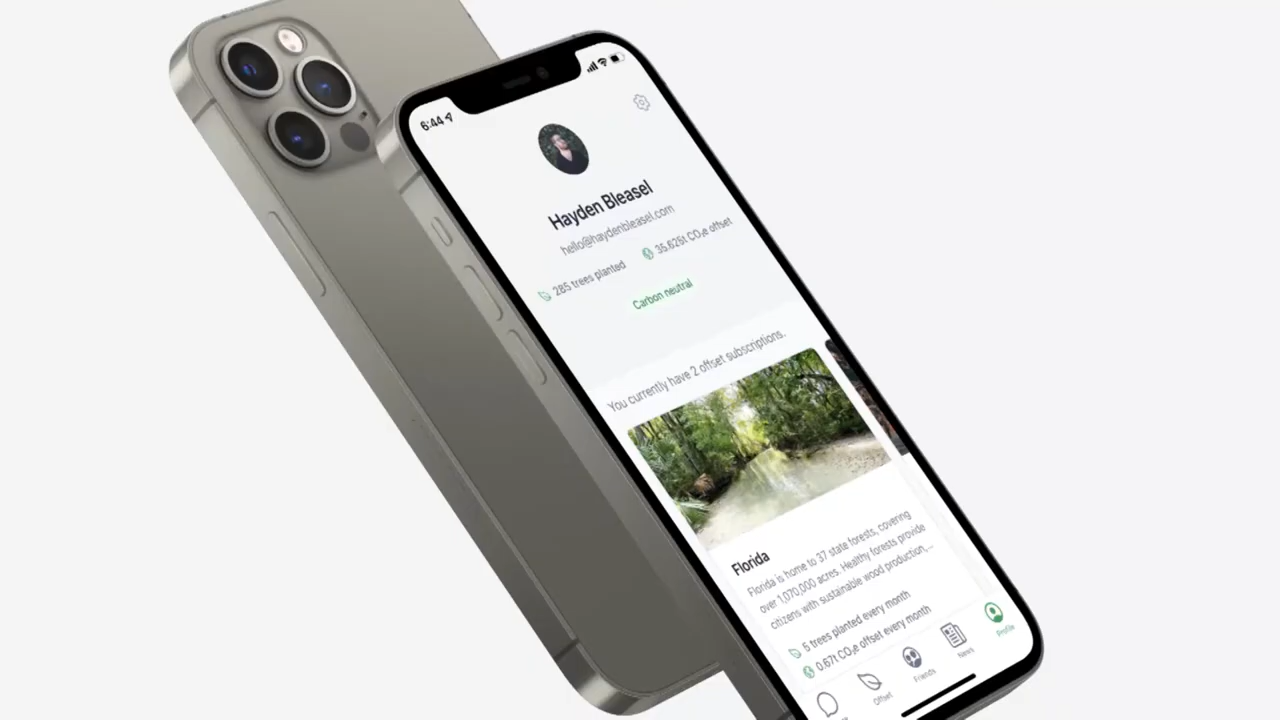 6:44
Hayden Bleasel
hello@haydenbleasel.com
285 trees planted
35.625t CO₂e offset
Carbon neutral
You currently have 2 offset subscriptions.
Florida
Florida is home to 37 state forests, covering
over 1,070,000 acres. Healthy forests provide
citizens with sustainable wood production,...
5 trees planted every month
0.67t CO₂e offset every month
Offset
Friends
News
Profile